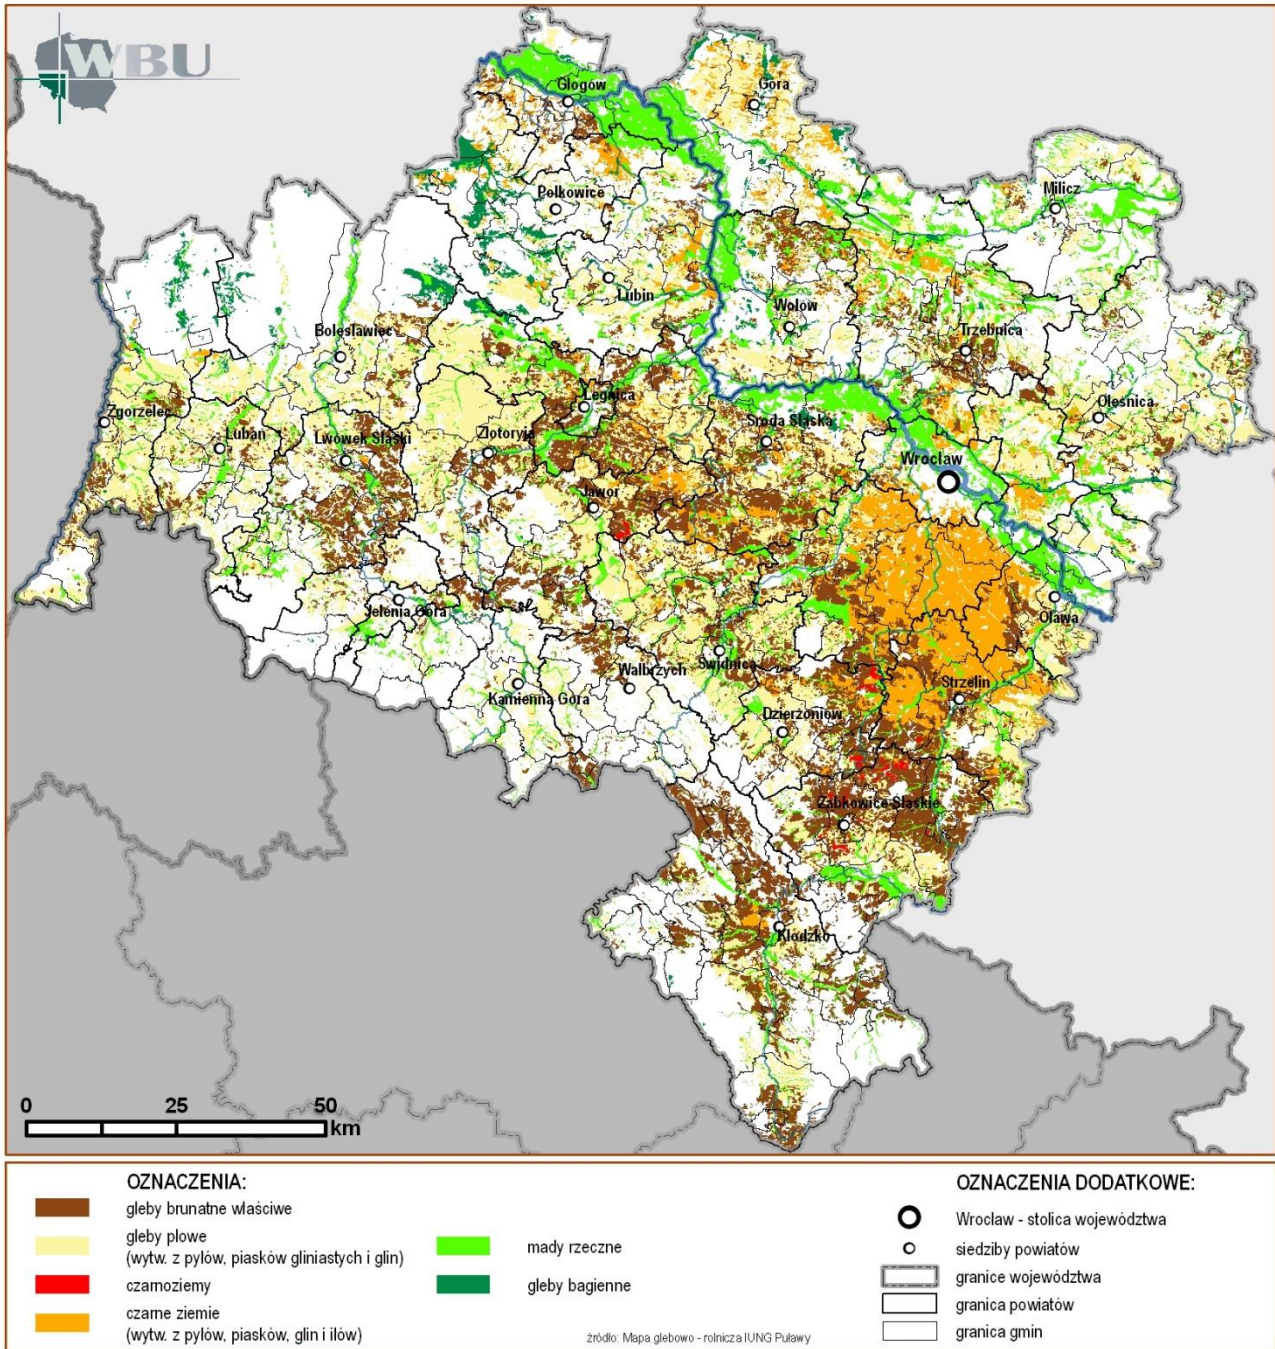 WBU
Głogów
Góra
Milicz
Polkowice
Lubin
Wołów
Trzebnica
Bolesławiec
Oleśnica
Legnica
Zgorzelec
Lubań
Lwówek Śląski
Złotoryja
Środa Śląska
Wrocław
Jawor
Jelenia Góra
Oława
Świdnica
Wałbrzych
Strzelin
Kamienna Góra
Dzierżoniów
Ząbkowice Śląskie
Kłodzko
0 25 50
km
OZNACZENIA:
gleby brunatne właściwe
gleby płowe
(wytw. z pyłów, piasków gliniastych i glin)
czarnoziemy
czarne ziemie
(wytw. z pyłów, piasków, glin i iłów)
mady rzeczne
gleby bagienne
źródło: Mapa glebowo - rolnicza IUNG Puławy
OZNACZENIA DODATKOWE:
Wrocław - stolica województwa
siedziby powiatów
granice województwa
granica powiatów
granica gmin